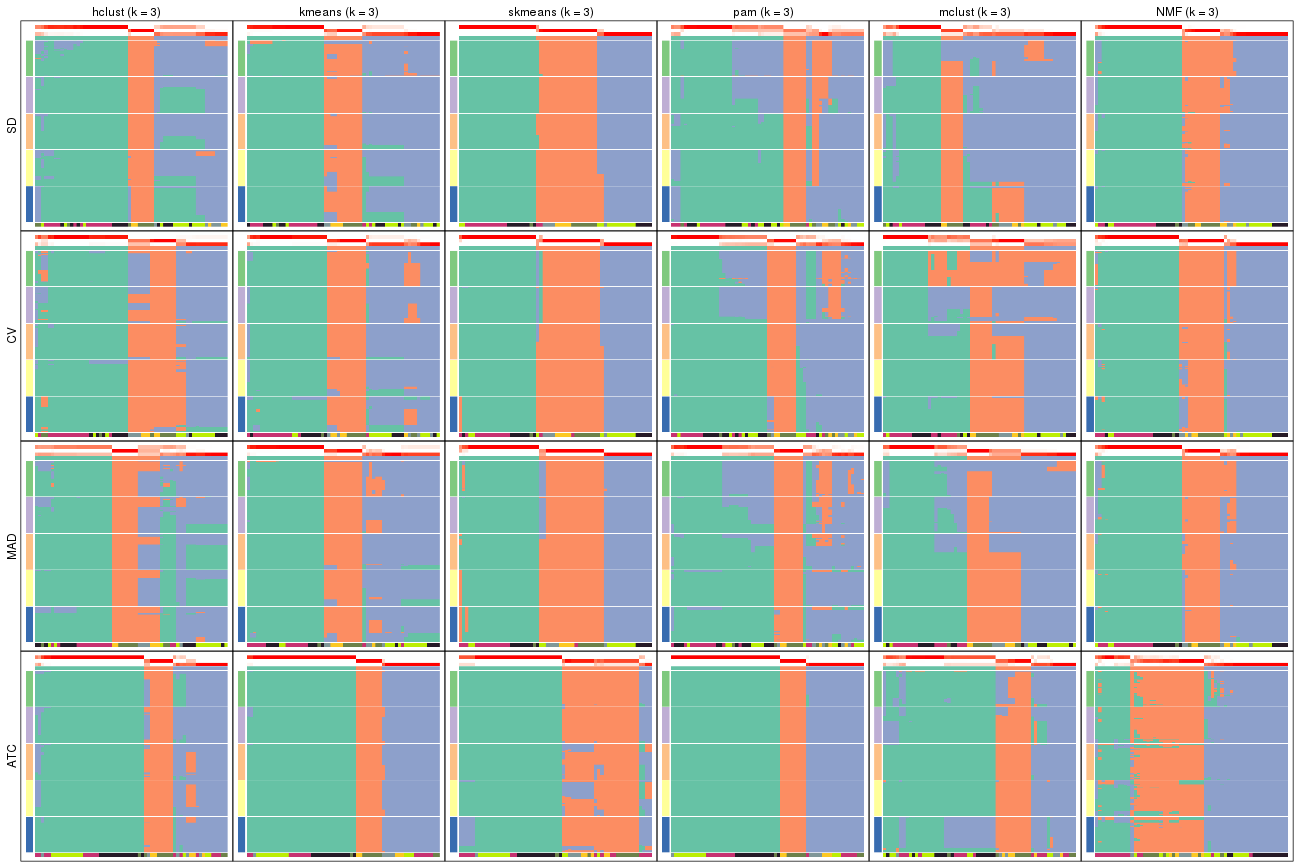 hclust (k = 3) kmeans (k = 3) skmeans (k = 3) pam (k = 3) mclust (k = 3) NMF (k = 3)
SD
CV
MAD
ATC